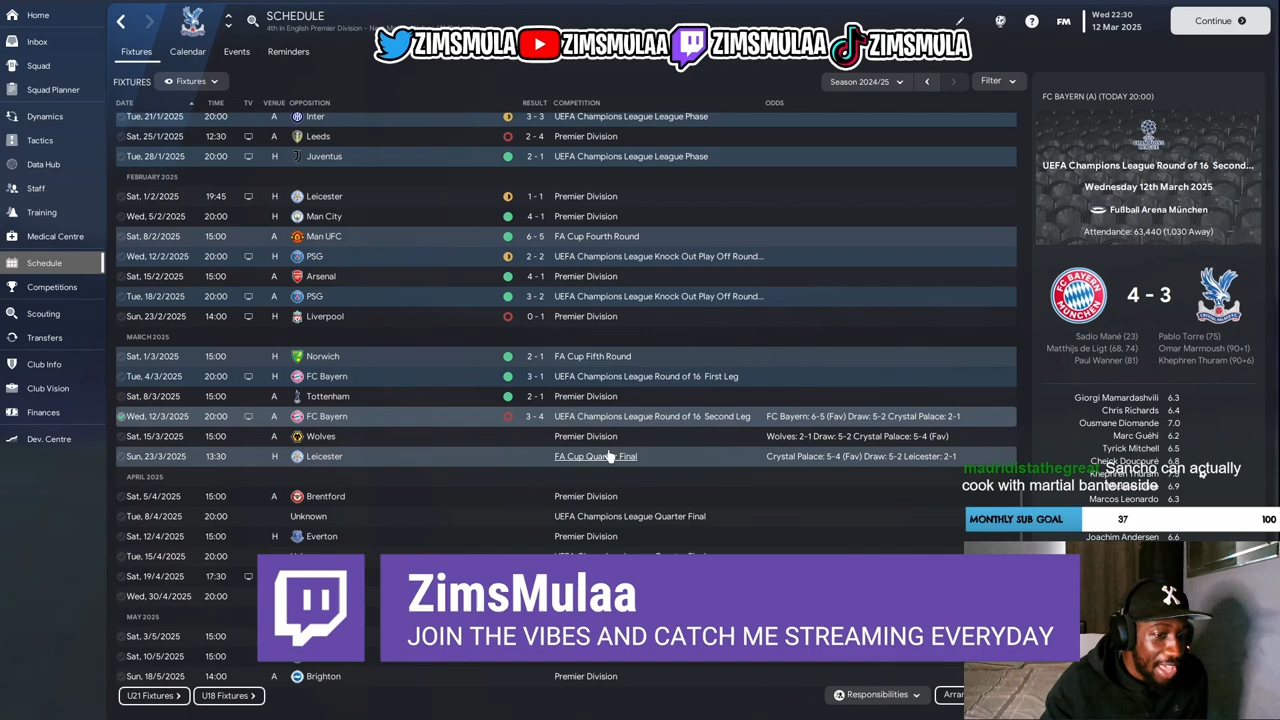 Home
Inbox
Squad
Squad Planner
Dynamics
Tactics
Data Hub
Staff
Training
Medical Centre
Schedule
Competitions
Scouting
Transfers
Club Info
Club Vision
Finances
Dev. Centre
SCHEDULE
4th in English Premier Division
FM
Wed 22:30
12 Mar 2025
Continue
ZIMSMULA ZIMSMULAA ZIMSMULAA ZIMSMULA
Fixtures Calendar Events Reminders
FIXTURES Fixtures Season 2024/25 Filter
DATE TIME TV VENUE OPPOSITION RESULT COMPETITION ODDS
Tue, 21/1/2025 20:00 A Inter 3 - 3 UEFA Champions League League Phase
Sat, 25/1/2025 12:30 A Leeds 2 - 4 Premier Division
Tue, 28/1/2025 20:00 H Juventus 2 - 1 UEFA Champions League League Phase
FEBRUARY 2025
Sat, 1/2/2025 19:45 H Leicester 1 - 1 Premier Division
Wed, 5/2/2025 20:00 H Man City 4 - 1 Premier Division
Sat, 8/2/2025 15:00 A Man UFC 6 - 5 FA Cup Fourth Round
Wed, 12/2/2025 20:00 H PSG 2 - 2 UEFA Champions League Knock Out Play Off Round...
Sat, 15/2/2025 15:00 A Arsenal 4 - 1 Premier Division
Tue, 18/2/2025 20:00 A PSG 3 - 2 UEFA Champions League Knock Out Play Off Round...
Sun, 23/2/2025 14:00 H Liverpool 0 - 1 Premier Division
MARCH 2025
Sat, 1/3/2025 15:00 H Norwich 2 - 1 FA Cup Fifth Round
Tue, 4/3/2025 20:00 H FC Bayern 3 - 1 UEFA Champions League Round of 16 First Leg
Sat, 8/3/2025 15:00 A Tottenham 2 - 1 Premier Division
Wed, 12/3/2025 20:00 A FC Bayern 3 - 4 UEFA Champions League Round of 16 Second Leg FC Bayern: 6-5 (Fav) Draw: 5-2 Crystal Palace: 2-1
Sat, 15/3/2025 15:00 A Wolves Premier Division Wolves: 2-1 Draw: 5-2 Crystal Palace: 5-4 (Fav)
Sun, 23/3/2025 13:30 H Leicester FA Cup Quarter Final Crystal Palace: 5-4 (Fav) Draw: 5-2 Leicester: 2-1
APRIL 2025
Sat, 5/4/2025 15:00 A Brentford Premier Division
Tue, 8/4/2025 20:00 Unknown UEFA Champions League Quarter Final
Sat, 12/4/2025 15:00 H Everton Premier Division
Tue, 15/4/2025 20:00
Sat, 19/4/2025 17:30
Wed, 30/4/2025 20:00
MAY 2025
Sat, 3/5/2025 15:00
Sat, 10/5/2025 15:00
Sun, 18/5/2025 14:00 A Brighton Premier Division
U21 Fixtures U18 Fixtures Responsibilities
FC BAYERN (A) (TODAY 20:00)
UEFA Champions League Round of 16 Second...
Wednesday 12th March 2025
Fußball Arena München
Attendance: 63,440 (1,030 Away)
4 - 3
Sadio Mané (23) Pablo Torre (75)
Matthijs de Ligt (68, 74) Omar Marmoush (90+1)
Paul Wanner (81) Khephren Thuram (90+6)
Giorgi Mamardashvili 6.3
Chris Richards 6.4
Ousmane Diomande 7.0
Marc Guéhi 6.2
Tyrick Mitchell 6.5
Cheick Doucouré 6.8
madridistathegreat Sancho can actually
cook with martial banteraside
Marcos Leonardo 6.3
MONTHLY SUB GOAL 37 100
Joachim Andersen 6.6
ZimsMulaa
JOIN THE VIBES AND CATCH ME STREAMING EVERYDAY